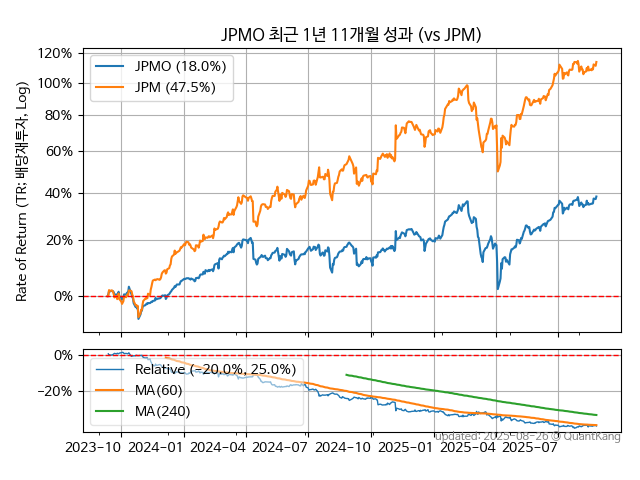 JPMO 최근 1년 11개월 성과 (vs JPM)
120%
100%
80%
60%
40%
20%
0%
Rate of Return (TR: 배당재투자, Log)
JPMO (18.0%)
JPM (47.5%)
0%
−20%
Relative (−20.0%, 25.0%)
MA(60)
MA(240)
2023-10 2024-01 2024-04 2024-07 2024-10 2025-01 2025-04 2025-07
updated: 2025-08-26 © QuantKang